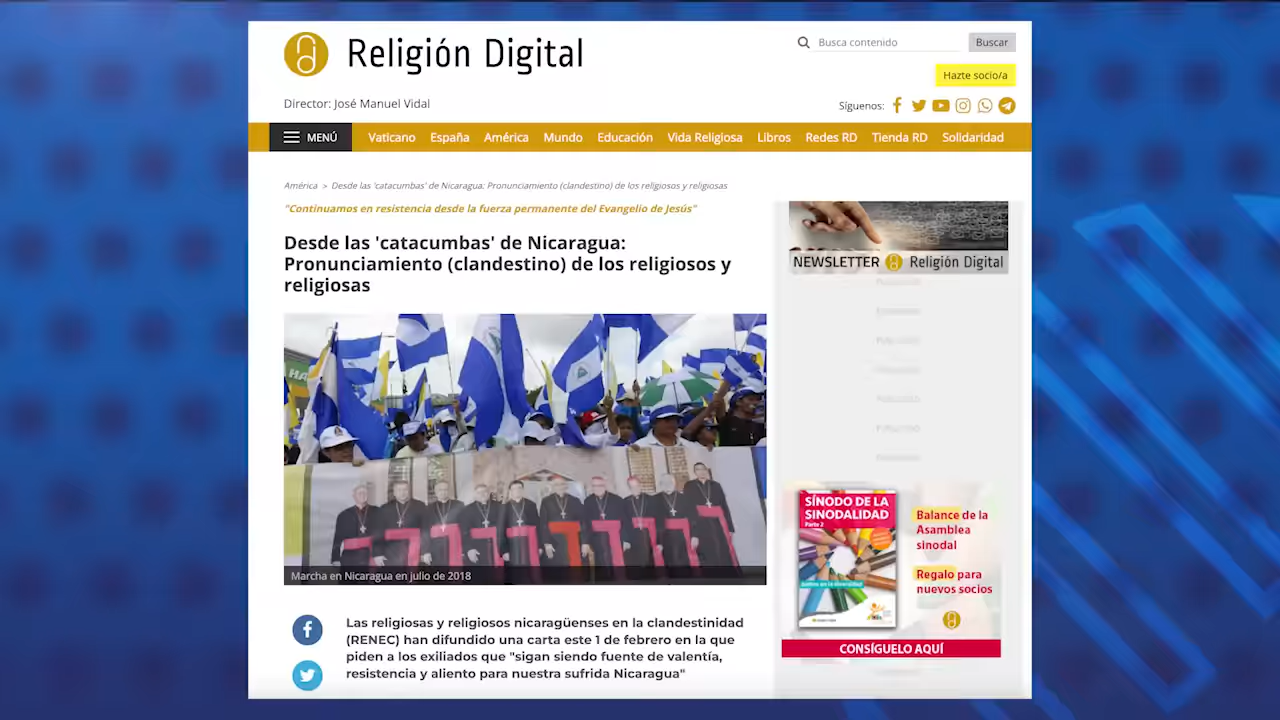 Religión Digital
Busca contenido
Buscar
Hazte socio/a
Director: José Manuel Vidal
Síguenos:
MENÚ
Vaticano España América Mundo Educación Vida Religiosa Libros Redes RD Tienda RD Solidaridad
América > Desde las 'catacumbas' de Nicaragua: Pronunciamiento (clandestino) de los religiosos y religiosas
"Continuamos en resistencia desde la fuerza permanente del Evangelio de Jesús"
Desde las 'catacumbas' de Nicaragua:
Pronunciamiento (clandestino) de los religiosos y
religiosas
HA
Marcha en Nicaragua en julio de 2018
Las religiosas y religiosos nicaragüenses en la clandestinidad
(RENEC) han difundido una carta este 1 de febrero en la que
piden a los exiliados que "sigan siendo fuente de valentía,
resistencia y aliento para nuestra sufrida Nicaragua"
NEWSLETTER Religión Digital
SÍNODO DE LA
SINODALIDAD
Parte 2
Balance de la
Asamblea
sinodal
Regalo para
nuevos socios
CONSÍGUELO AQUÍ